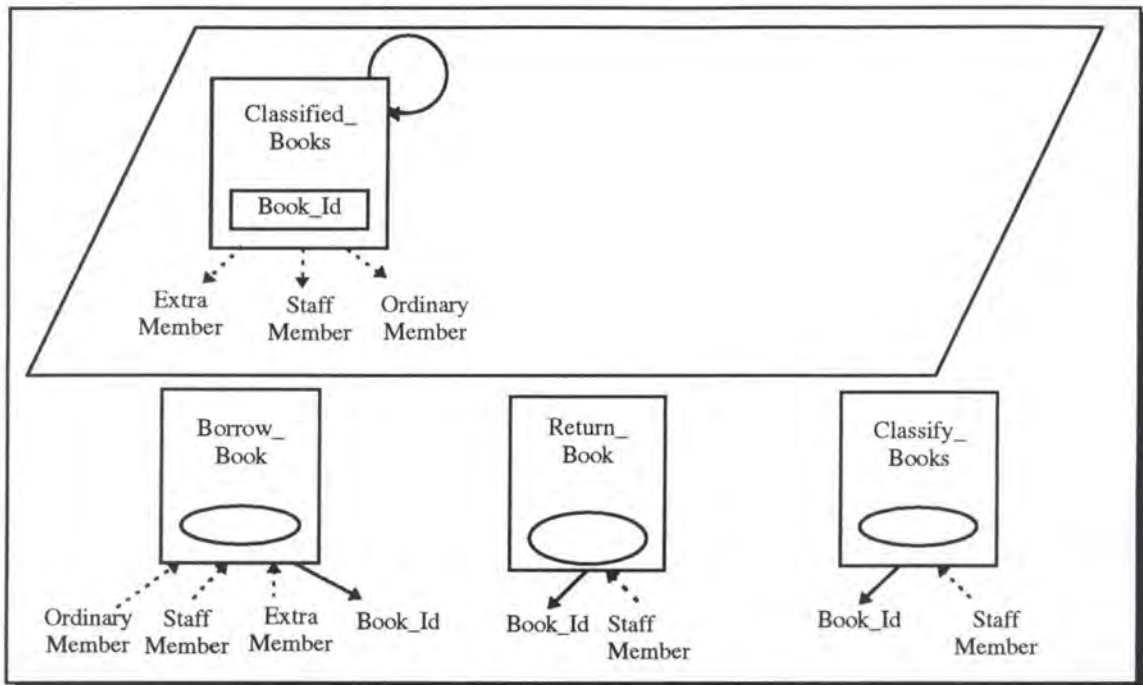 Classified_
Books
Book_Id
Extra
Member
Staff
Member
Ordinary
Member
Borrow_
Book
Ordinary
Member
Staff
Member
Extra
Member
Book_Id
Return_
Book
Book_Id
Staff
Member
Classify_
Books
Book_Id
Staff
Member